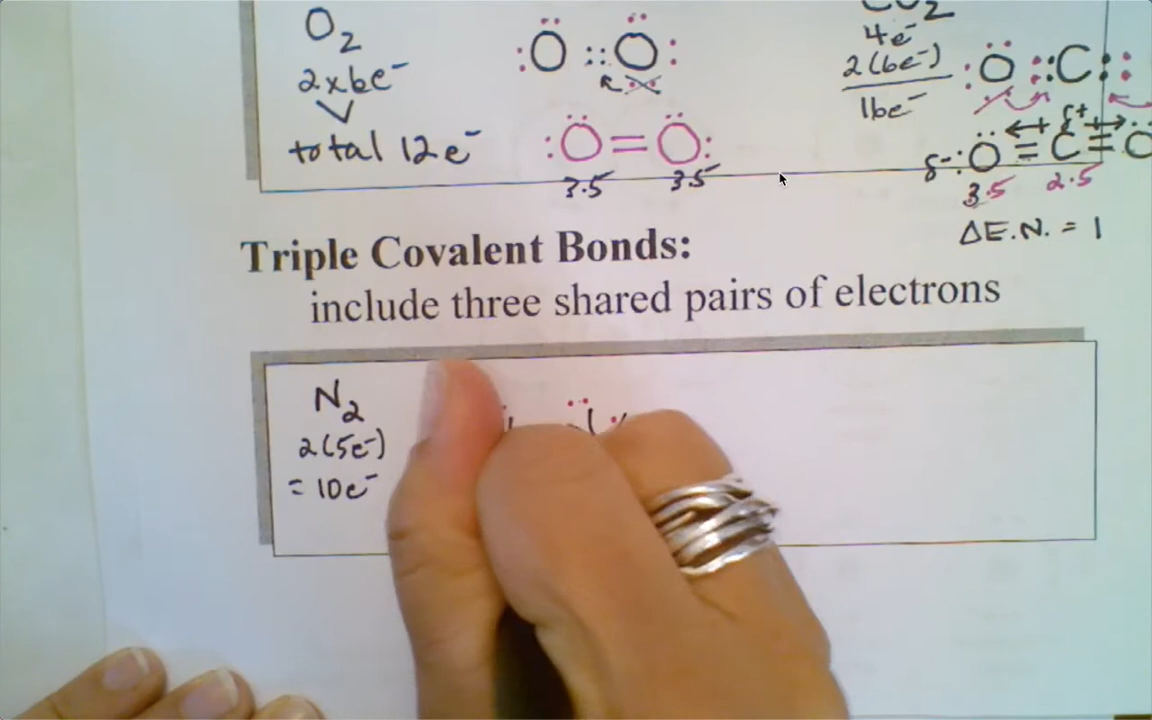 O2
2x6e⁻
total 12e⁻
:O::O:
:O=O:
3.5 3.5
CO2
4e⁻
2(6e⁻)
16e⁻
:O::C:
δ-:O=C=O
δ+
3.5 2.5
ΔE.N. = 1
Triple Covalent Bonds:
include three shared pairs of electrons
N2
2(5e⁻)
= 10e⁻